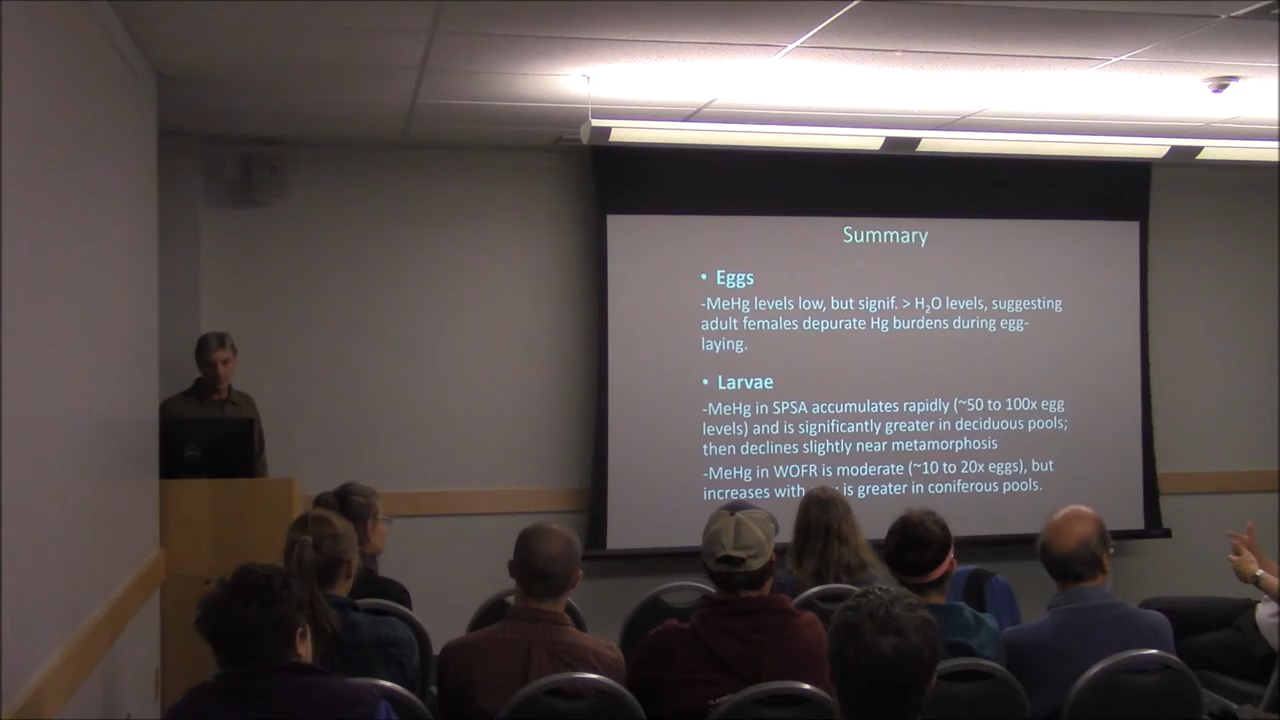 Summary
• Eggs
-MeHg levels low, but signif. > H₂O levels, suggesting
adult females depurate Hg burdens during egg-
laying.
• Larvae
-MeHg in SPSA accumulates rapidly (~50 to 100x egg
levels) and is significantly greater in deciduous pools;
then declines slightly near metamorphosis
-MeHg in WOFR is moderate (~10 to 20x eggs), but
increases with is greater in coniferous pools.